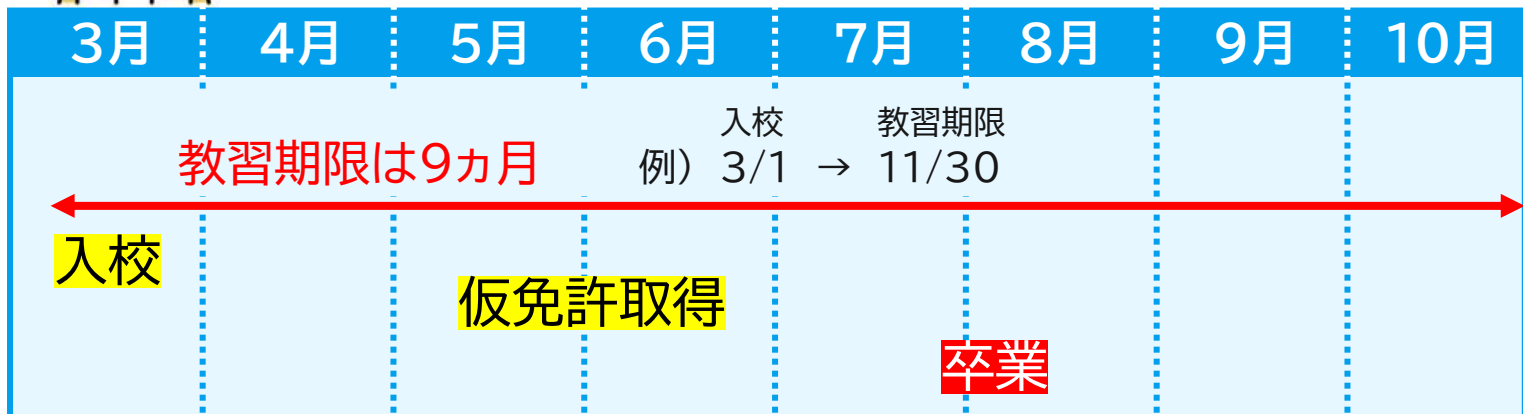 3月 4月 5月 6月 7月 8月 9月 10月
入校 教習期限
教習期限は9ヵ月 例) 3/1 → 11/30
入校
仮免許取得
卒業